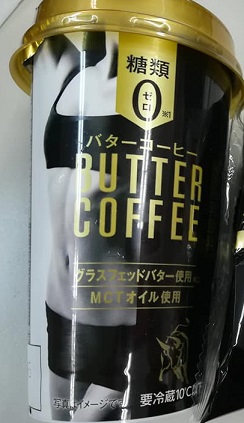 糖類
0
ゼロ
バターコーヒー
BUTTER
COFFEE
グラスフェッドバター使用
MCTオイル使用
写真はイメージです
要冷蔵10℃以下